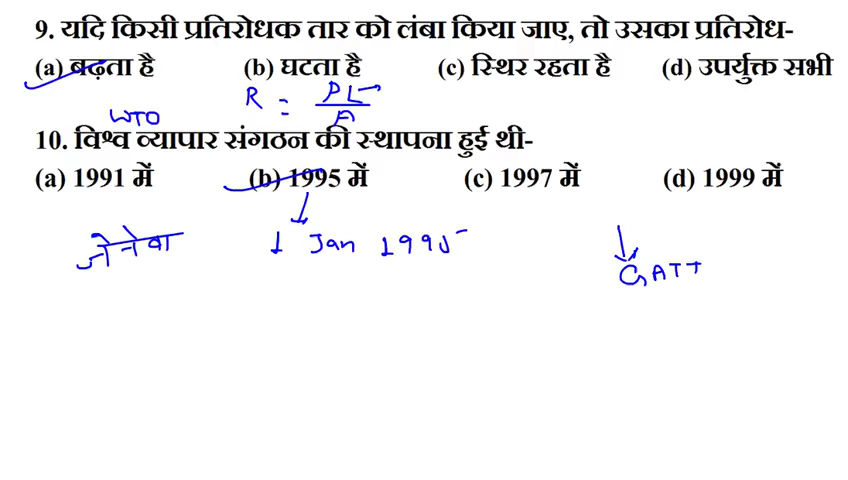 9. यदि किसी प्रतिरोधक तार को लंबा किया जाए, तो उसका प्रतिरोध-
(a) बढ़ता है (b) घटता है (c) स्थिर रहता है (d) उपर्युक्त सभी
R = ρL/A
WTO
10. विश्व व्यापार संगठन की स्थापना हुई थी-
(a) 1991 में (b) 1995 में (c) 1997 में (d) 1999 में
जेनेवा 1 Jan 1995
GATT